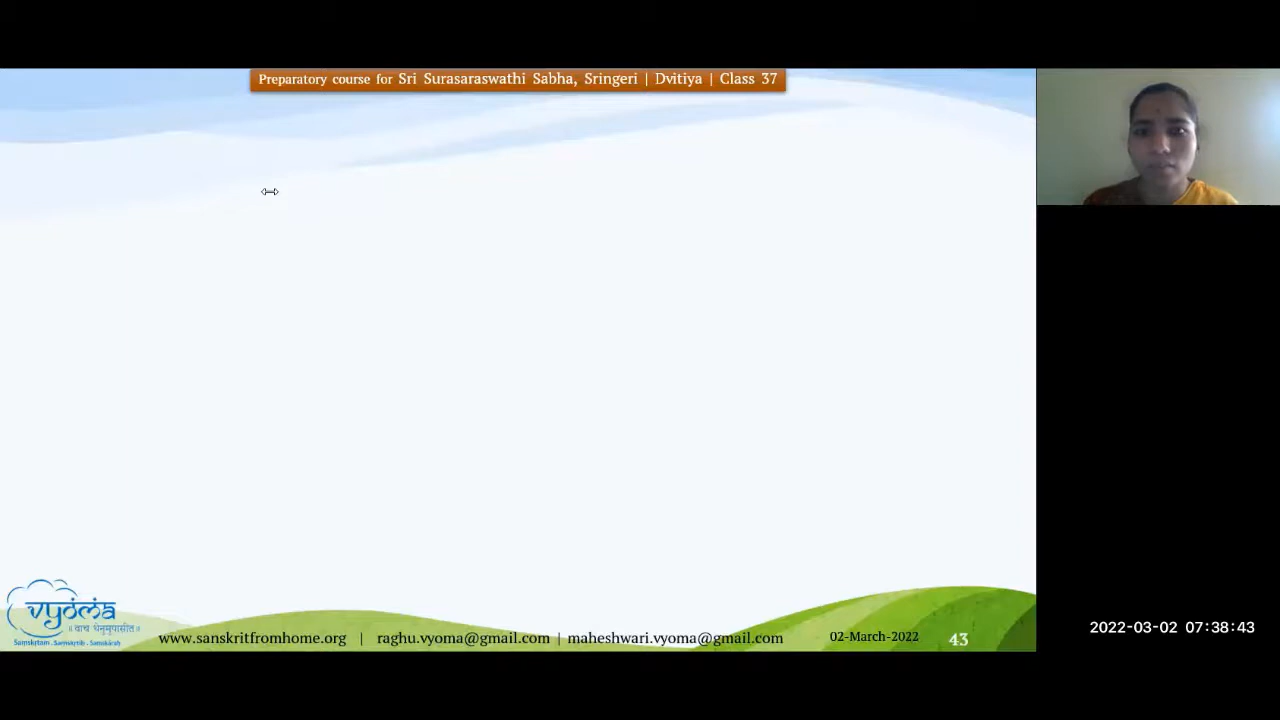 Preparatory course for Sri Surasaraswathi Sabha, Sringeri | Dvitiya | Class 37
vyoma
॥ वाचं धेनुमुपासीत ॥
Samskrtam . Samskriti . Samskarah
www.sanskritfromhome.org | raghu.vyoma@gmail.com | maheshwari.vyoma@gmail.com
02-March-2022
43
2022-03-02 07:38:43